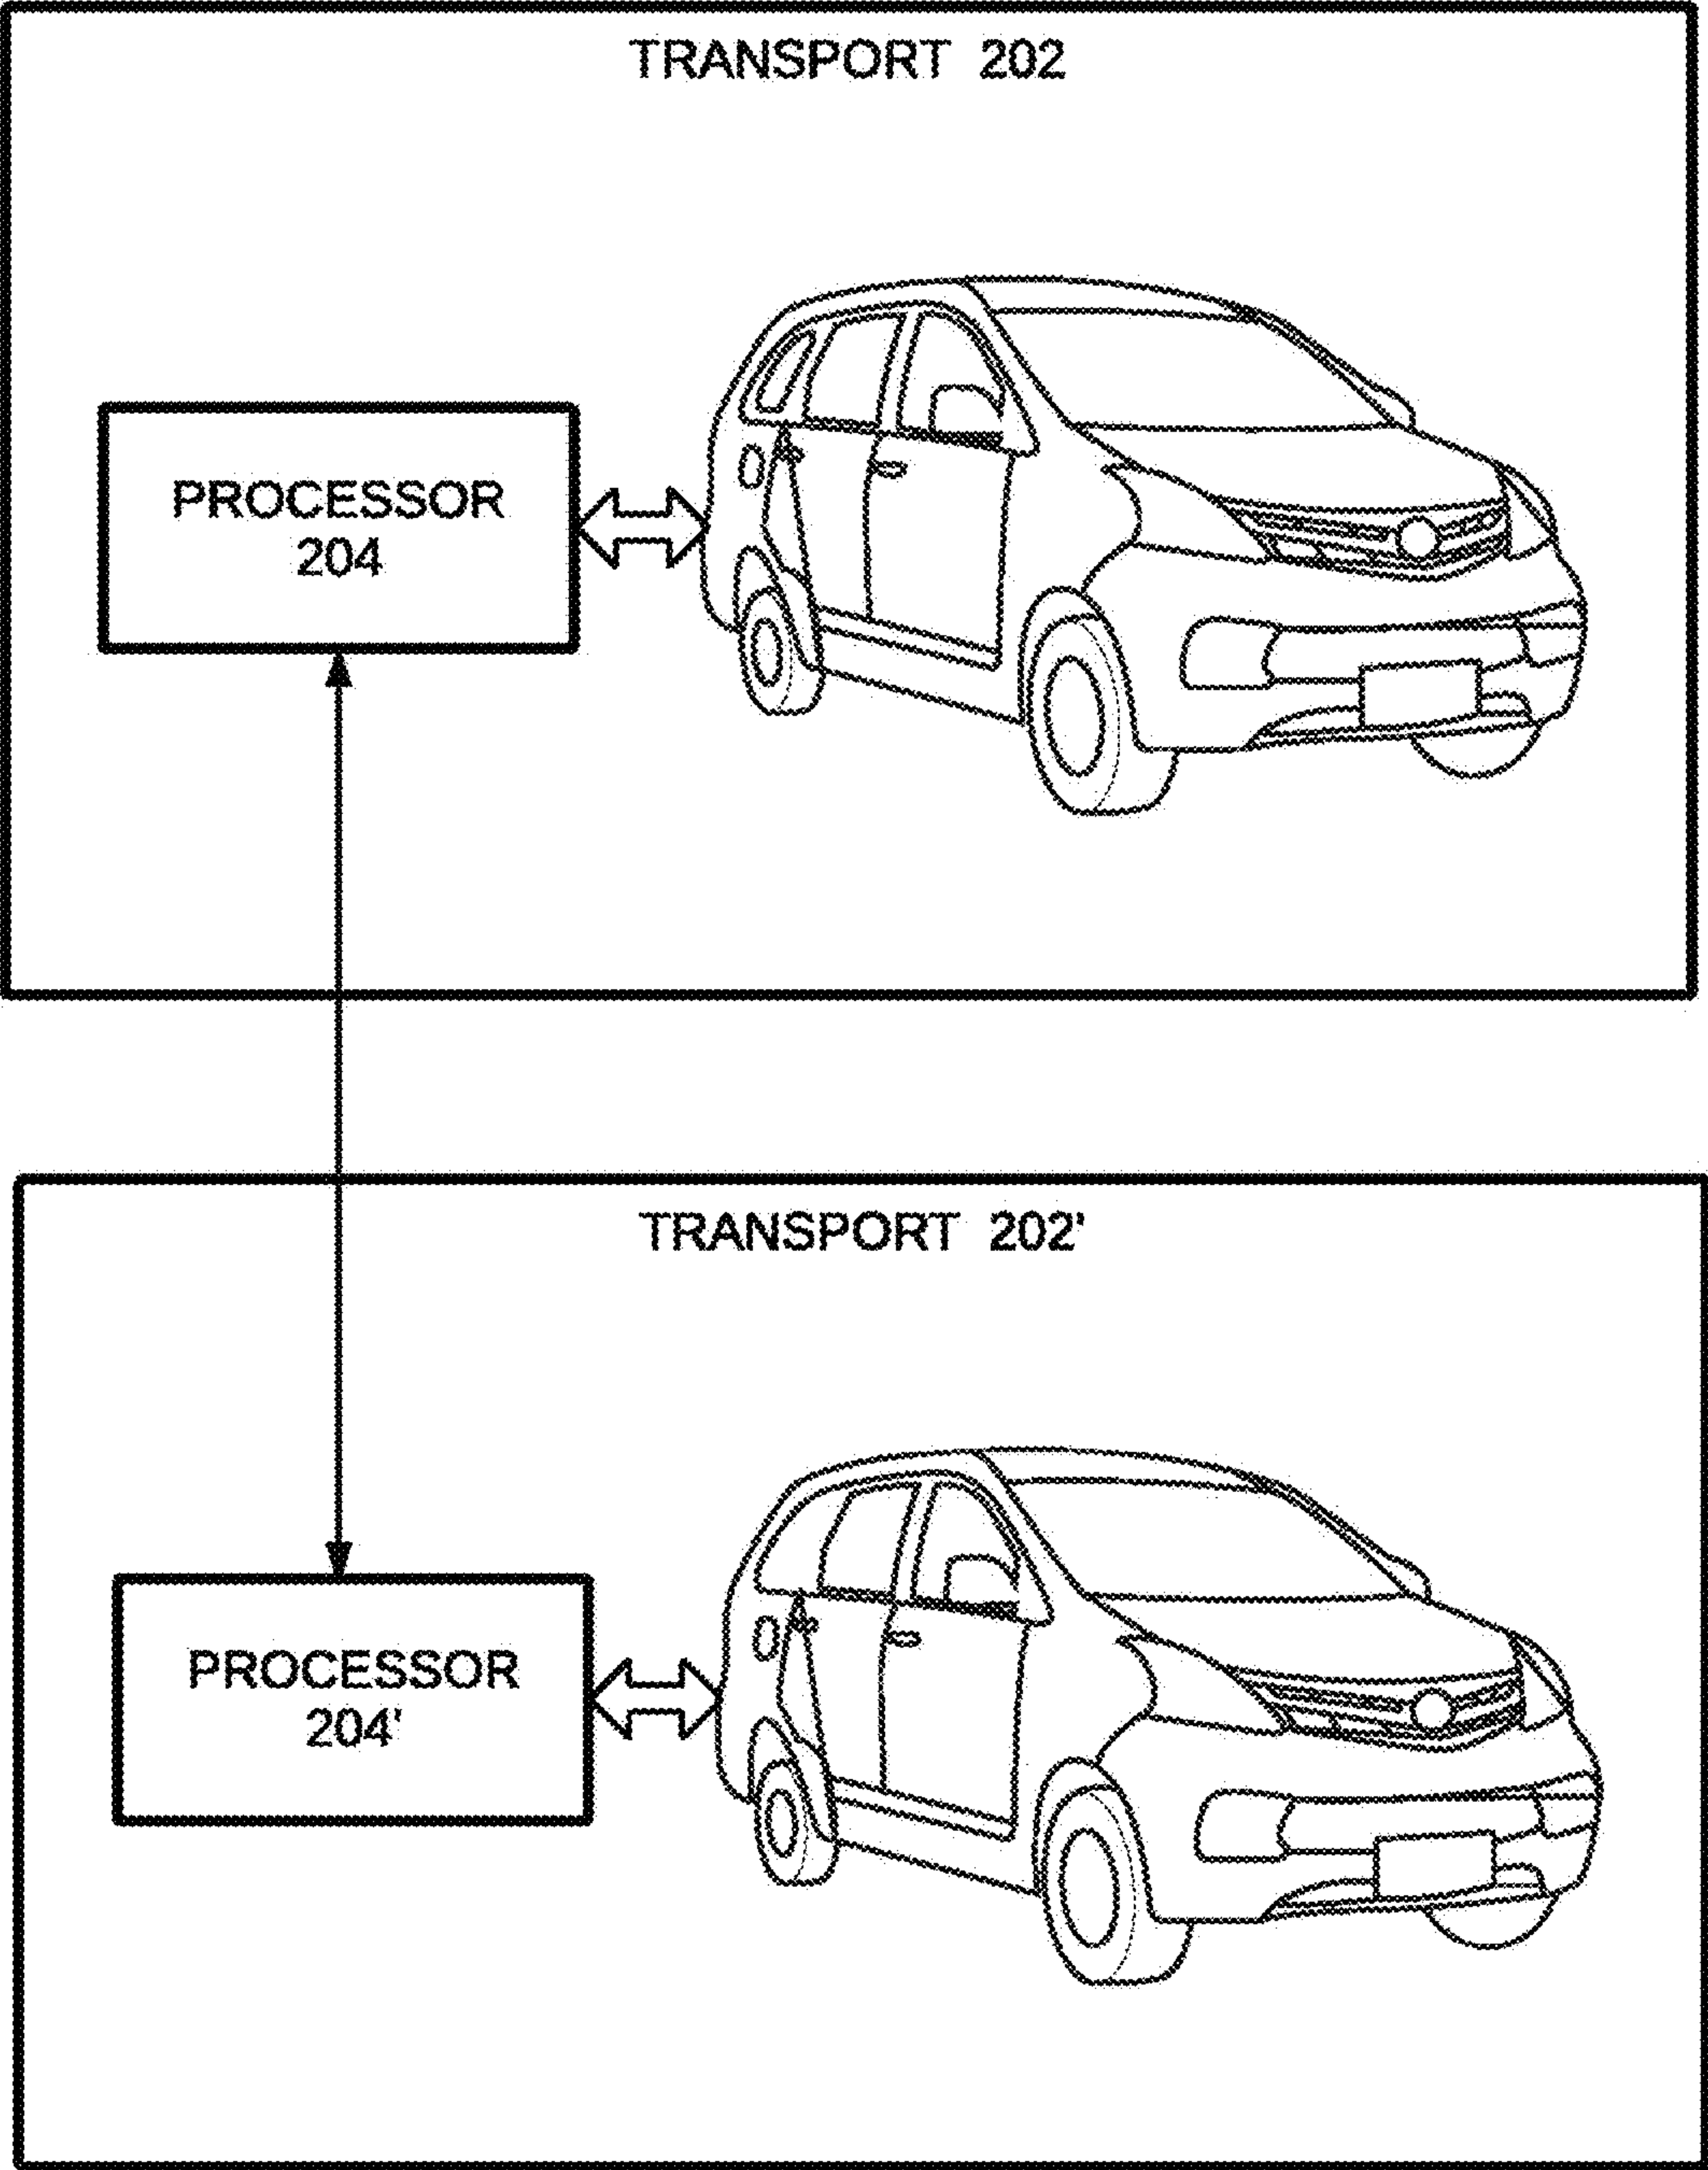 TRANSPORT 202
PROCESSOR
204
TRANSPORT 202'
PROCESSOR
204'